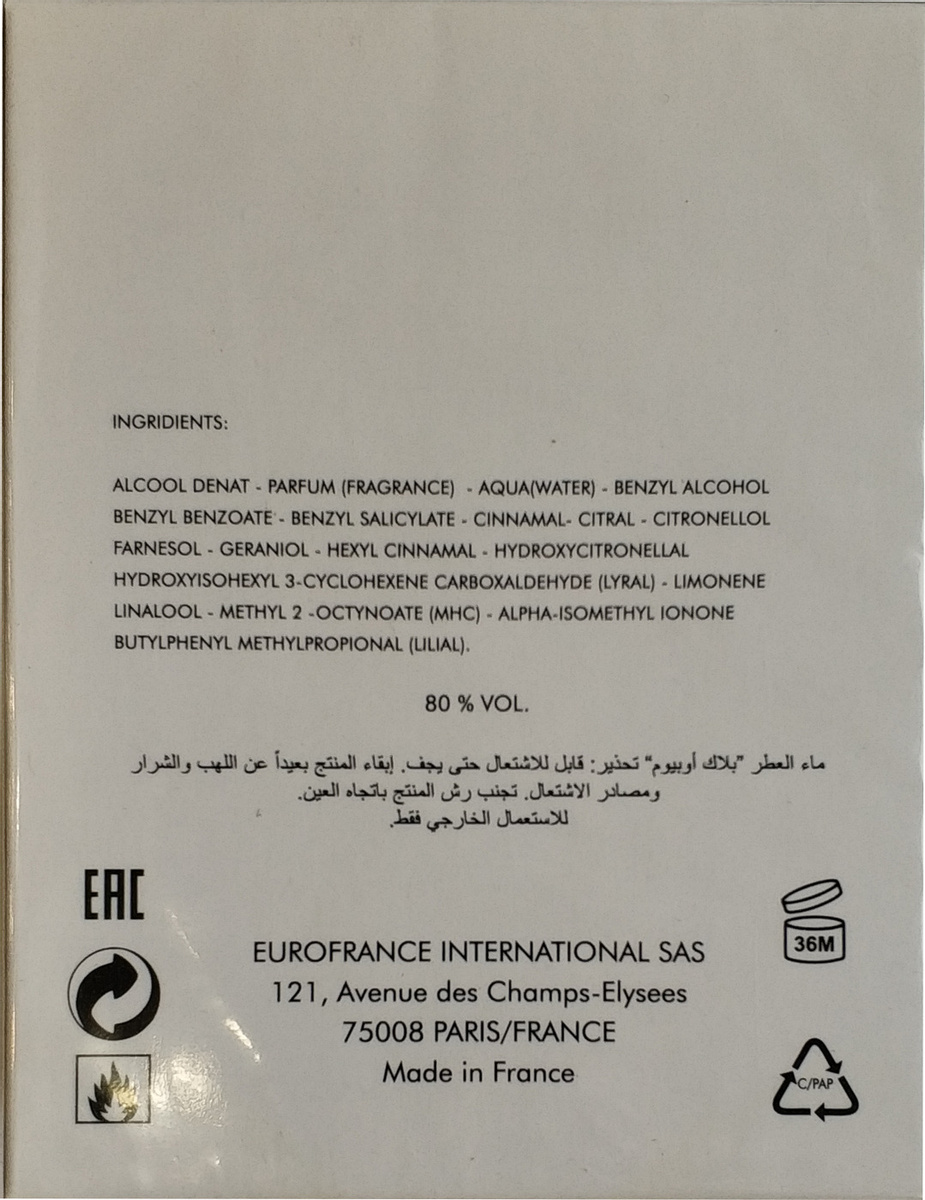 INGRIDIENTS:
ALCOOL DENAT - PARFUM (FRAGRANCE) - AQUA(WATER) - BENZYL ALCOHOL
BENZYL BENZOATE - BENZYL SALICYLATE - CINNAMAL- CITRAL - CITRONELLOL
FARNESOL - GERANIOL - HEXYL CINNAMAL - HYDROXYCITRONELLAL
HYDROXYISOHEXYL 3-CYCLOHEXENE CARBOXALDEHYDE (LYRAL) - LIMONENE
LINALOOL - METHYL 2 -OCTYNOATE (MHC) - ALPHA-ISOMETHYL IONONE
BUTYLPHENYL METHYLPROPIONAL (LILIAL).
80 % VOL.
ماء العطر "بلاك أوبيوم" تحذير: قابل للاشتعال حتى يجف. إبقاء المنتج بعيداً عن اللهب والشرار
ومصادر الاشتعال. تجنب رش المنتج باتجاه العين.
للاستعمال الخارجي فقط.
EAC
36M
EUROFRANCE INTERNATIONAL SAS
121, Avenue des Champs-Elysees
75008 PARIS/FRANCE
Made in France
C/PAP